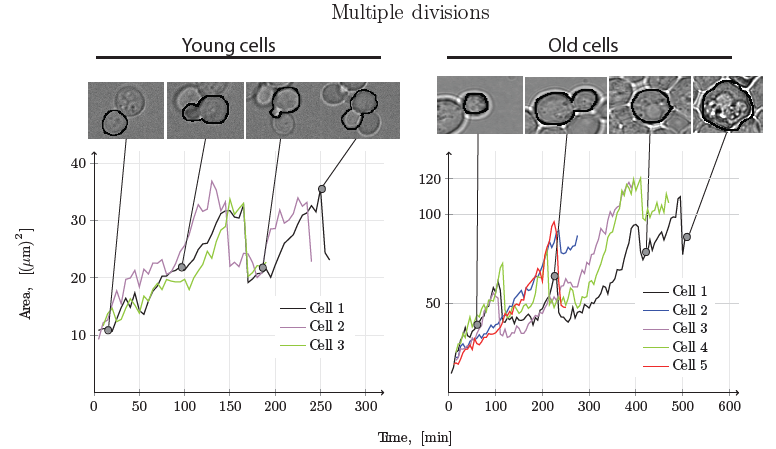 Multiple divisions
Young cells
Old cells
40
30
20
10
0
50
100
150
200
250
300
Area, [(μm)²]
Cell 1
Cell 2
Cell 3
120
100
50
0
100
200
300
400
500
600
Cell 1
Cell 2
Cell 3
Cell 4
Cell 5
Time, [min]